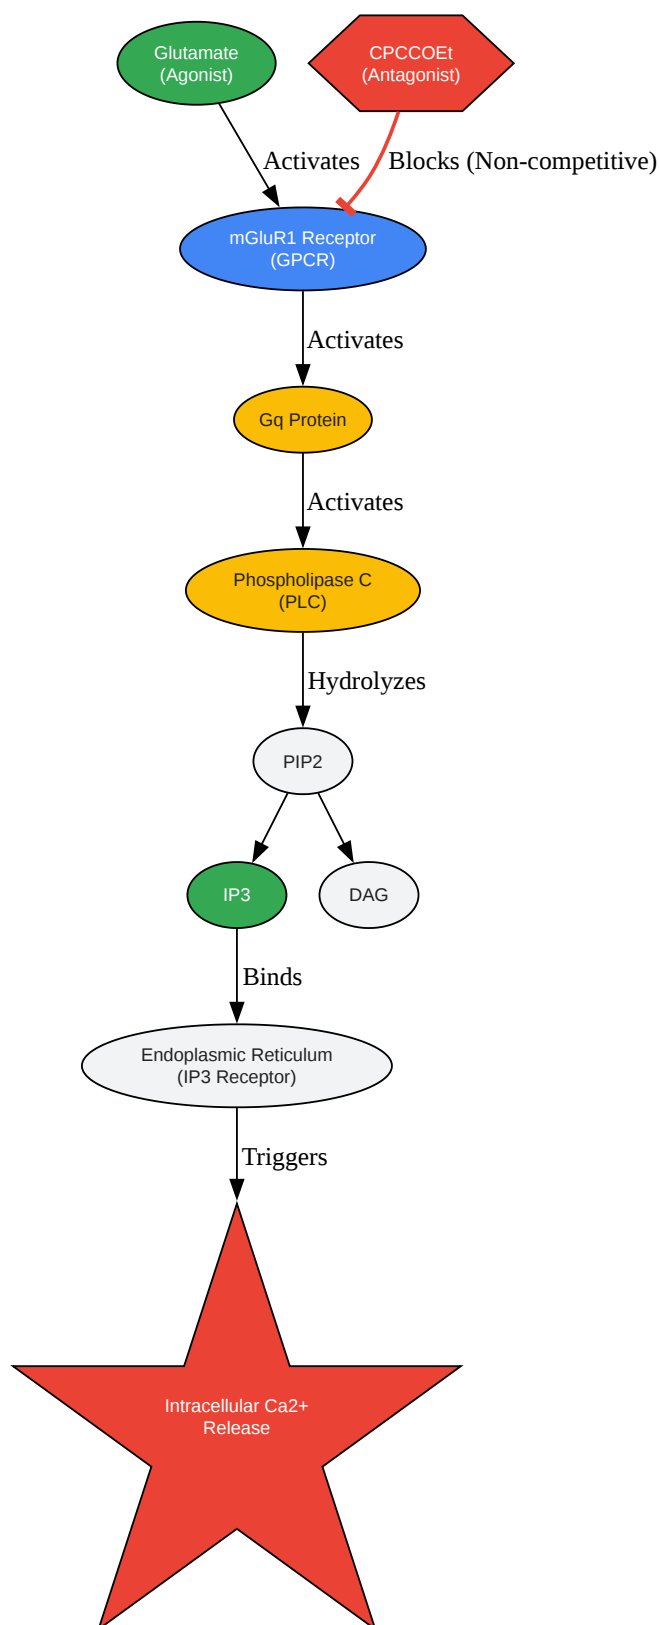 Glutamate
(Agonist)
CPCCOEt
(Antagonist)
Activates
Blocks (Non-competitive)
mGluR1 Receptor
(GPCR)
Activates
Gq Protein
Activates
Phospholipase C
(PLC)
Hydrolyzes
PIP2
IP3
DAG
Binds
Endoplasmic Reticulum
(IP3 Receptor)
Triggers
Intracellular Ca2+
Release